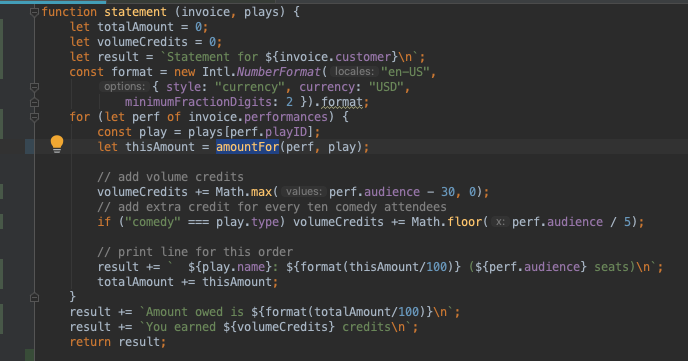 function statement (invoice, plays) {
let totalAmount = 0;
let volumeCredits = 0;
let result = `Statement for ${invoice.customer}\n`;
const format = new Intl.NumberFormat( locales: "en-US",
options: { style: "currency", currency: "USD",
minimumFractionDigits: 2 }).format;
for (let perf of invoice.performances) {
const play = plays[perf.playID];
let thisAmount = amountFor(perf, play);
// add volume credits
volumeCredits += Math.max( values: perf.audience - 30, 0);
// add extra credit for every ten comedy attendees
if ("comedy" === play.type) volumeCredits += Math.floor( x: perf.audience / 5);
// print line for this order
result += `  ${play.name}: ${format(thisAmount/100)} (${perf.audience} seats)\n`;
totalAmount += thisAmount;
}
result += `Amount owed is ${format(totalAmount/100)}\n`;
result += `You earned ${volumeCredits} credits\n`;
return result;